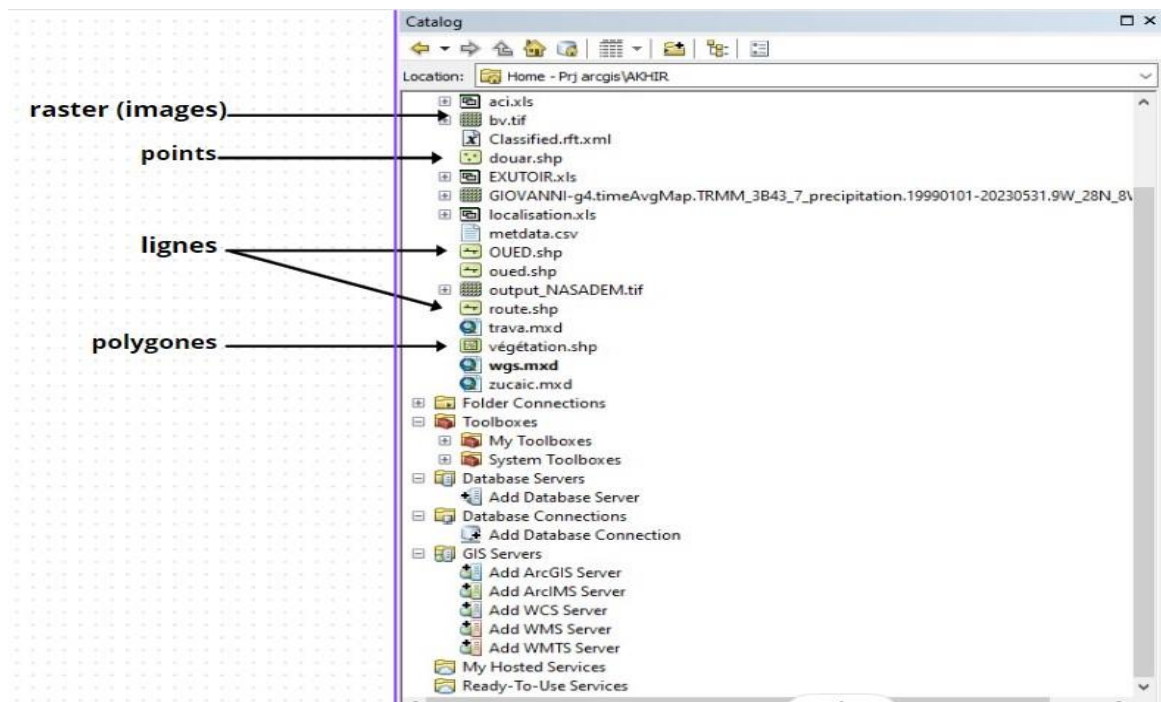 Catalog
Location: Home - Prj arcgis\AKHIR
raster (images)
points
lignes
polygones
aci.xls
bv.tif
Classified.rft.xml
douar.shp
EXUTOIR.xls
GIOVANNI-g4.timeAvgMap.TRMM_3B43_7_precipitation.19990101-20230531.9W_28N_8
localisation.xls
metdata.csv
OUED.shp
oued.shp
output_NASADEM.tif
route.shp
trava.mxd
végétation.shp
wgs.mxd
zucaic.mxd
Folder Connections
Toolboxes
My Toolboxes
System Toolboxes
Database Servers
Add Database Server
Database Connections
Add Database Connection
GIS Servers
Add ArcGIS Server
Add ArcIMS Server
Add WCS Server
Add WMS Server
Add WMTS Server
My Hosted Services
Ready-To-Use Services